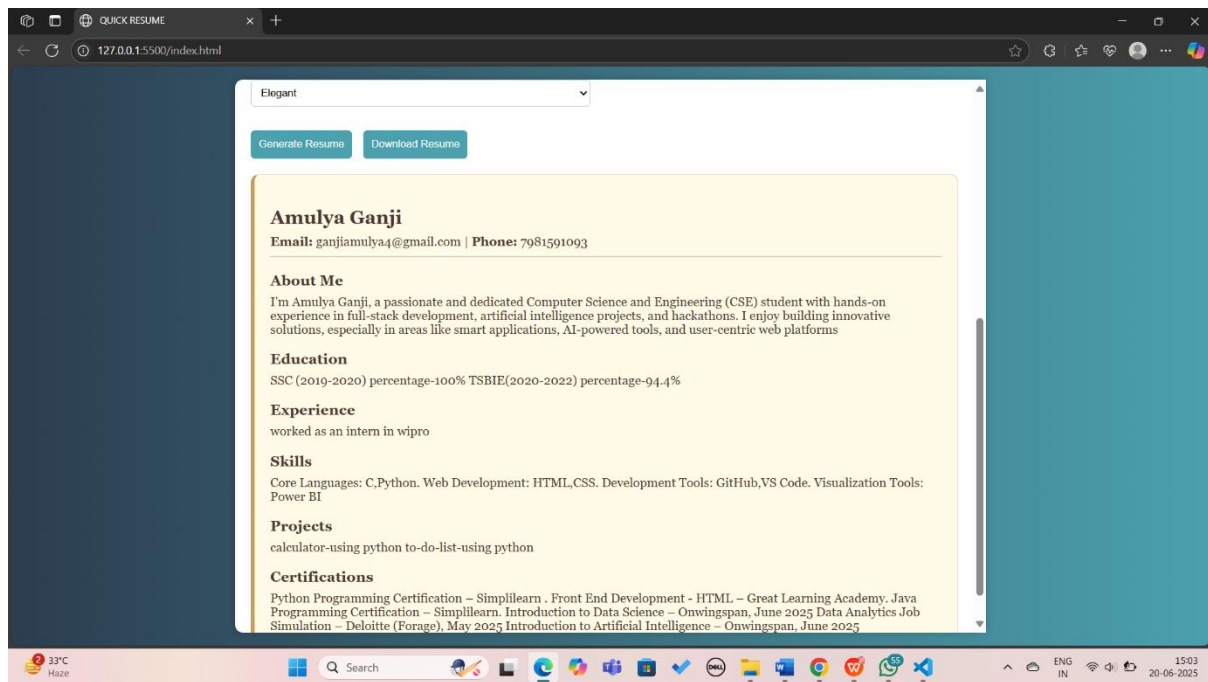 QUICK RESUME
127.0.0.1:5500/index.html
Elegant
Generate Resume Download Resume
Amulya Ganji
Email: ganjiamulya4@gmail.com | Phone: 7981591093
About Me
I'm Amulya Ganji, a passionate and dedicated Computer Science and Engineering (CSE) student with hands-on
experience in full-stack development, artificial intelligence projects, and hackathons. I enjoy building innovative
solutions, especially in areas like smart applications, AI-powered tools, and user-centric web platforms
Education
SSC (2019-2020) percentage-100% TSBIE(2020-2022) percentage-94.4%
Experience
worked as an intern in wipro
Skills
Core Languages: C,Python. Web Development: HTML,CSS. Development Tools: GitHub,VS Code. Visualization Tools:
Power BI
Projects
calculator-using python to-do-list-using python
Certifications
Python Programming Certification – Simplilearn . Front End Development - HTML – Great Learning Academy. Java
Programming Certification – Simplilearn. Introduction to Data Science – Onwingspan, June 2025 Data Analytics Job
Simulation – Deloitte (Forage), May 2025 Introduction to Artificial Intelligence – Onwingspan, June 2025
2 33°C
Haze
Search
DELL
55
ENG
IN
15:03
20-06-2025